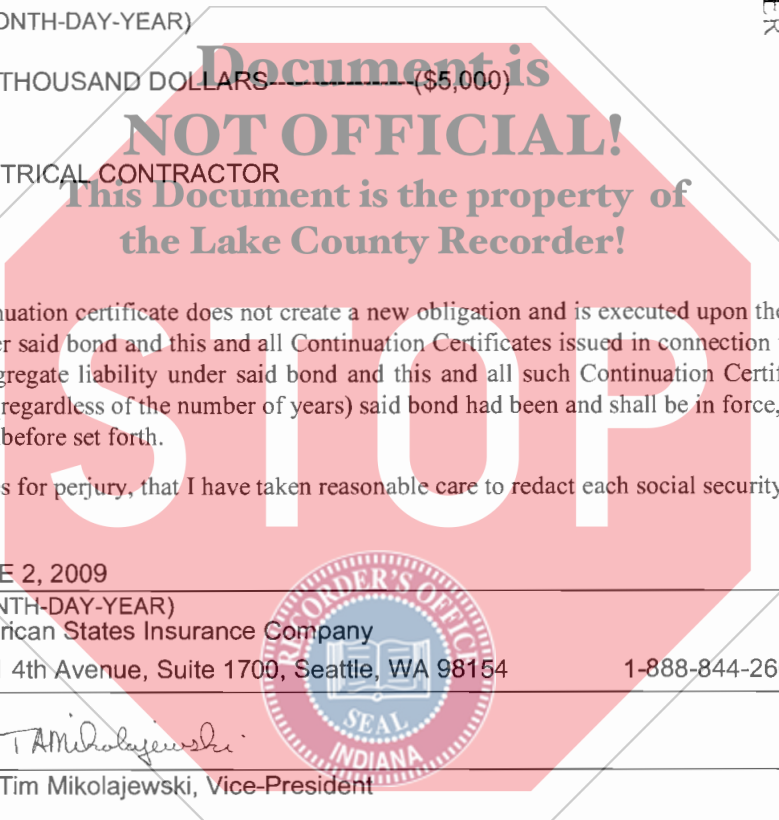 ONTH-DAY-YEAR)
Document is
THOUSAND DOLLARS------------------($5,000)
NOT OFFICIAL!
TRICAL CONTRACTOR
This Document is the property of
the Lake County Recorder!
nuation certificate does not create a new obligation and is executed upon the
er said bond and this and all Continuation Certificates issued in connection
gregate liability under said bond and this and all such Continuation Certif
regardless of the number of years) said bond had been and shall be in force,
before set forth.
STOP
s for perjury, that I have taken reasonable care to redact each social security
E 2, 2009
NTH-DAY-YEAR)
rican States Insurance Company
4th Avenue, Suite 1700, Seattle, WA 98154 1-888-844-26
RECORDER'S OFFICE
SEAL
INDIANA
TAMikolajewski
Tim Mikolajewski, Vice-President